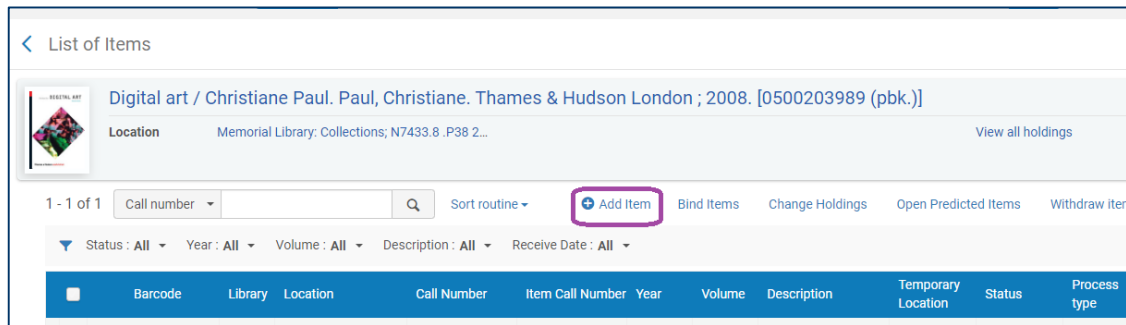 List of Items
DIGITAL ART
Digital art / Christiane Paul. Paul, Christiane. Thames & Hudson London ; 2008. [0500203989 (pbk.)]
Location Memorial Library: Collections; N7433.8 .P38 2... View all holdings
1 - 1 of 1 Call number Sort routine Add Item Bind Items Change Holdings Open Predicted Items Withdraw iter
Status : All Year : All Volume : All Description : All Receive Date : All
Barcode Library Location Call Number Item Call Number Year Volume Description Temporary Location Status Process type